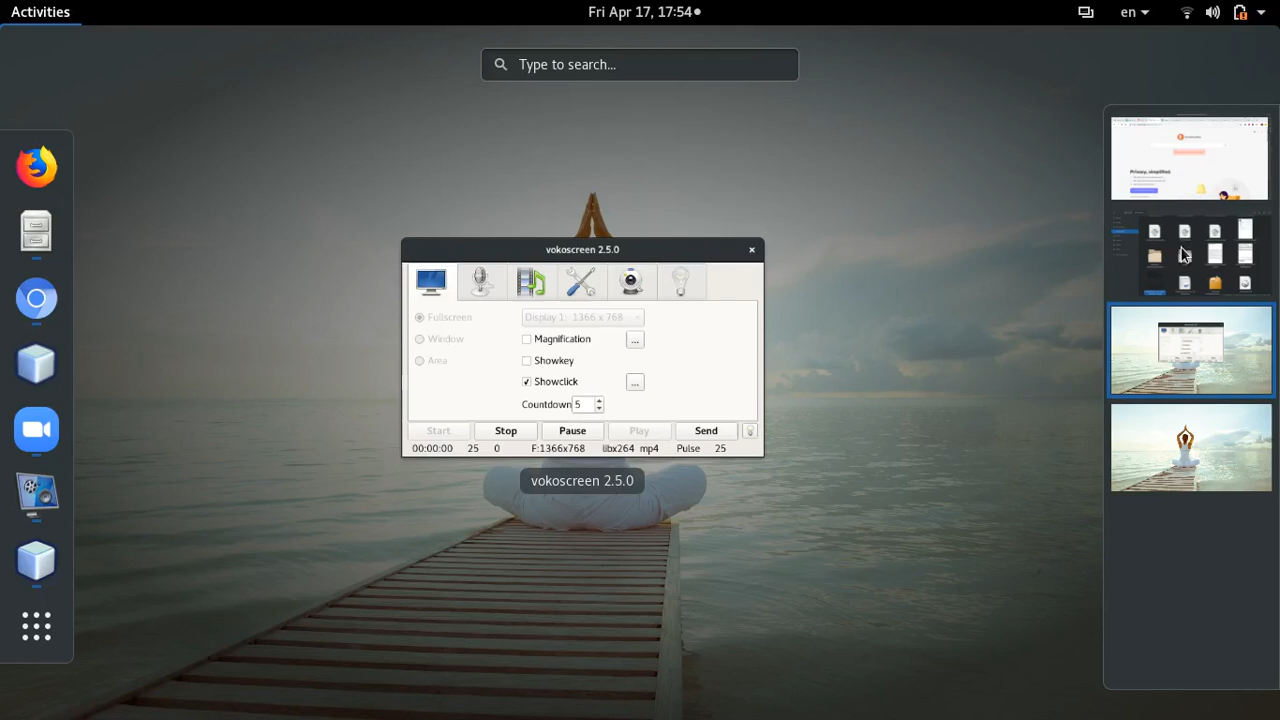 Activities
Fri Apr 17, 17:54
en
Type to search...
vokoscreen 2.5.0
Fullscreen
Display 1: 1366 x 768
Window
Magnification
...
Area
Showkey
Showclick
...
Countdown 5
Start Stop Pause Play Send
00:00:00 25 0 F:1366x768 libx264 mp4 Pulse 25
vokoscreen 2.5.0
Privacy, simplified.